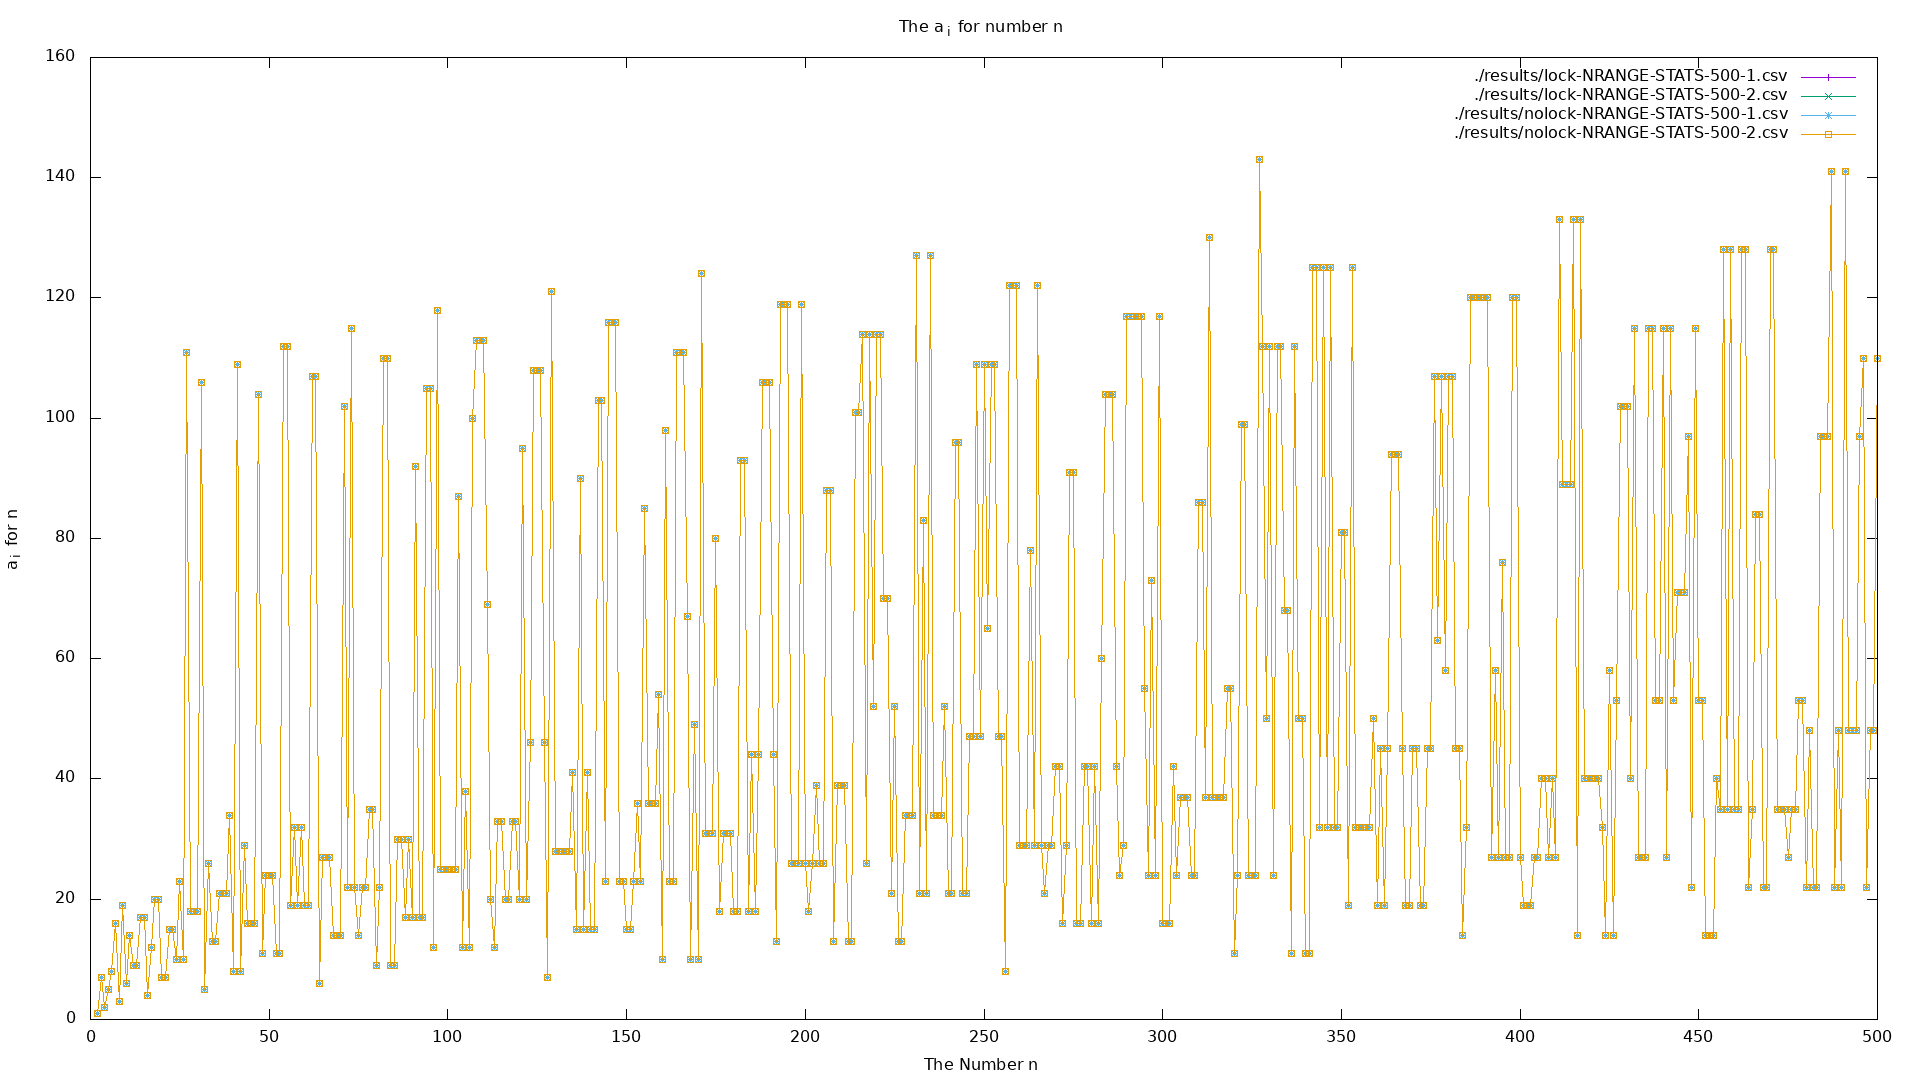 The a i for number n
160
./results/lock-NRANGE-STATS-500-1.csv
./results/lock-NRANGE-STATS-500-2.csv
./results/nolock-NRANGE-STATS-500-1.csv
./results/nolock-NRANGE-STATS-500-2.csv
140
120
100
80
60
40
20
0
a i for n
0 50 100 150 200 250 300 350 400 450 500
The Number n